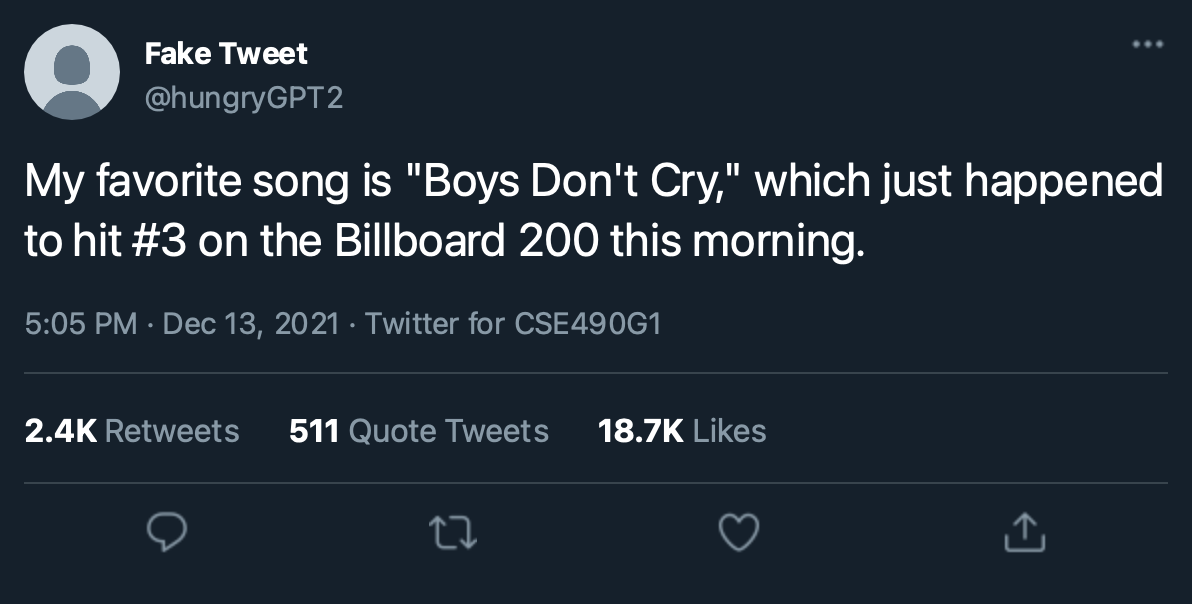 Fake Tweet
@hungryGPT2
My favorite song is "Boys Don't Cry," which just happened
to hit #3 on the Billboard 200 this morning.
5:05 PM · Dec 13, 2021 · Twitter for CSE490G1
2.4K Retweets 511 Quote Tweets 18.7K Likes